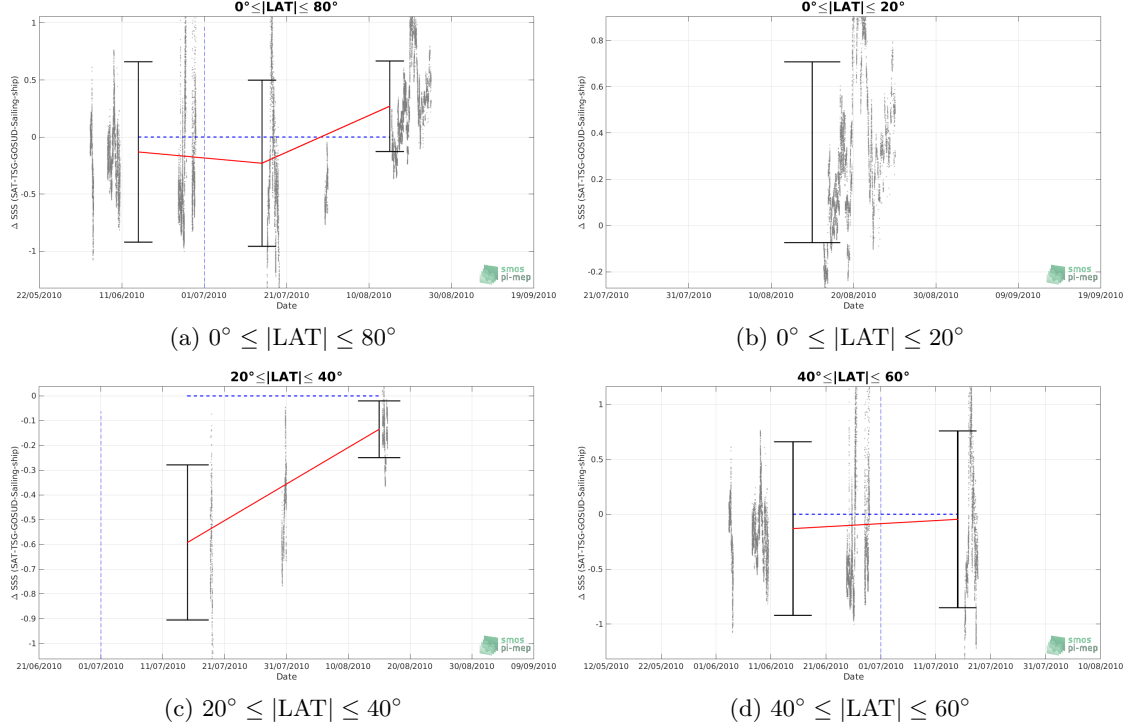 0°≤|LAT|≤ 80°
1
0.5
0
-0.5
-1
Δ SSS (SAT-TSG-GOSUD-Sailing-ship)
22/05/2010 11/06/2010 01/07/2010 21/07/2010 10/08/2010 30/08/2010 19/09/2010
Date
smos
pi-mep
(a) 0° ≤ |LAT| ≤ 80°
0°≤|LAT|≤ 20°
0.8
0.6
0.4
0.2
0
-0.2
Δ SSS (SAT-TSG-GOSUD-Sailing-ship)
21/07/2010 31/07/2010 10/08/2010 20/08/2010 30/08/2010 09/09/2010 19/09/2010
Date
smos
pi-mep
(b) 0° ≤ |LAT| ≤ 20°
20°≤|LAT|≤ 40°
0
-0.1
-0.2
-0.3
-0.4
-0.5
-0.6
-0.7
-0.8
-0.9
-1
Δ SSS (SAT-TSG-GOSUD-Sailing-ship)
21/06/2010 01/07/2010 11/07/2010 21/07/2010 31/07/2010 10/08/2010 20/08/2010 30/08/2010 09/09/2010
Date
smos
pi-mep
(c) 20° ≤ |LAT| ≤ 40°
40°≤|LAT|≤ 60°
1
0.5
0
-0.5
-1
Δ SSS (SAT-TSG-GOSUD-Sailing-ship)
12/05/2010 22/05/2010 01/06/2010 11/06/2010 21/06/2010 01/07/2010 11/07/2010 21/07/2010 31/07/2010 10/08/2010
Date
smos
pi-mep
(d) 40° ≤ |LAT| ≤ 60°